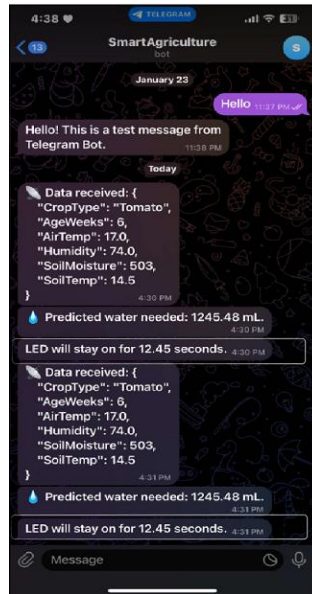 4:38
TELEGRAM
13
SmartAgriculture
bot
S
January 23
Hello 11:37 PM
Hello! This is a test message from
Telegram Bot.
11:38 PM
Today
Data received: {
"CropType": "Tomato",
"AgeWeeks": 6,
"AirTemp": 17.0,
"Humidity": 74.0,
"SoilMoisture": 503,
"SoilTemp": 14.5
}
4:30 PM
Predicted water needed: 1245.48 mL.
4:30 PM
LED will stay on for 12.45 seconds. 4:30 PM
Data received: {
"CropType": "Tomato",
"AgeWeeks": 6,
"AirTemp": 17.0,
"Humidity": 74.0,
"SoilMoisture": 503,
"SoilTemp": 14.5
}
4:31 PM
Predicted water needed: 1245.48 mL.
4:31 PM
LED will stay on for 12.45 seconds. 4:31 PM
Message